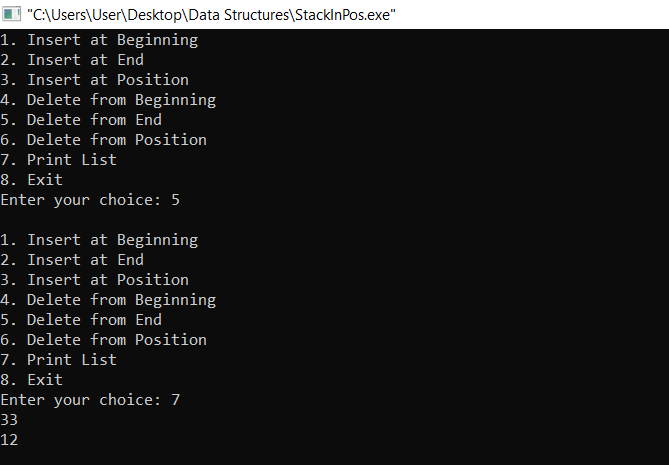 "C:\Users\User\Desktop\Data Structures\StackInPos.exe"
1. Insert at Beginning
2. Insert at End
3. Insert at Position
4. Delete from Beginning
5. Delete from End
6. Delete from Position
7. Print List
8. Exit
Enter your choice: 5
1. Insert at Beginning
2. Insert at End
3. Insert at Position
4. Delete from Beginning
5. Delete from End
6. Delete from Position
7. Print List
8. Exit
Enter your choice: 7
33
12